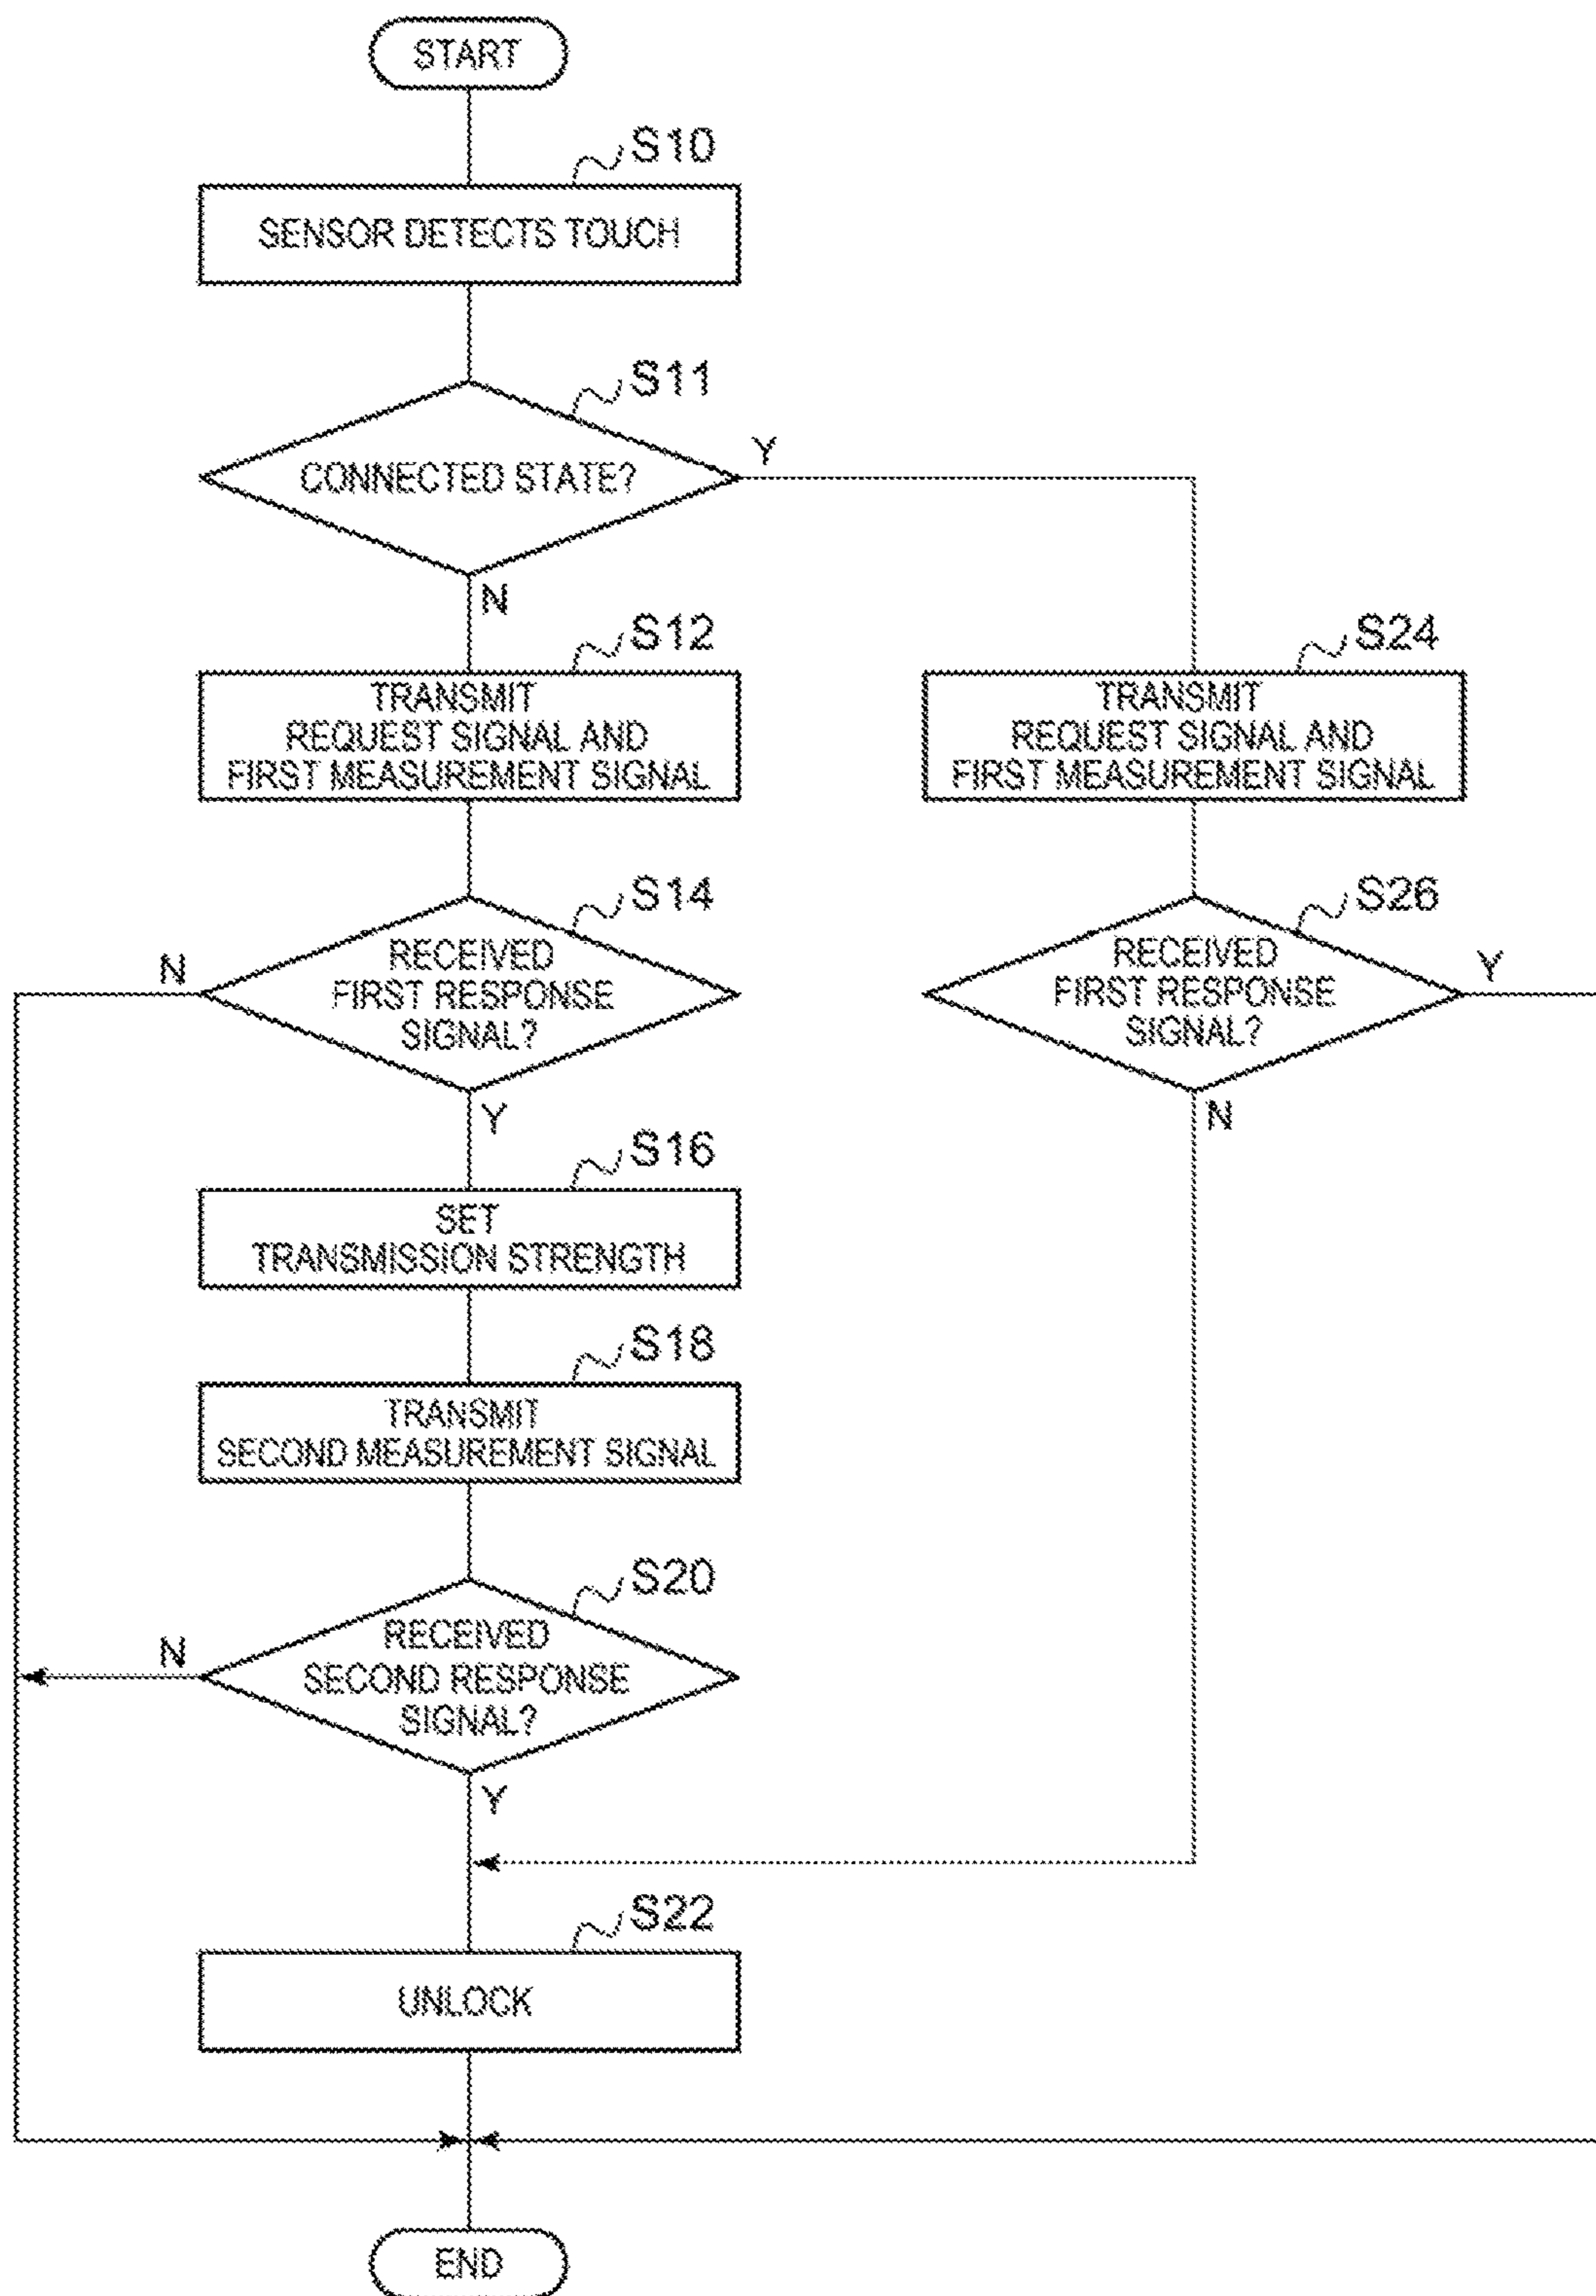 START
S10
SENSOR DETECTS TOUCH
S11
CONNECTED STATE?
Y
N
S12
TRANSMIT
REQUEST SIGNAL AND
FIRST MEASUREMENT SIGNAL
S24
TRANSMIT
REQUEST SIGNAL AND
FIRST MEASUREMENT SIGNAL
S14
RECEIVED
FIRST RESPONSE
SIGNAL?
N
Y
S26
RECEIVED
FIRST RESPONSE
SIGNAL?
Y
N
S16
SET
TRANSMISSION STRENGTH
S18
TRANSMIT
SECOND MEASUREMENT SIGNAL
S20
RECEIVED
SECOND RESPONSE
SIGNAL?
N
Y
S22
UNLOCK
END